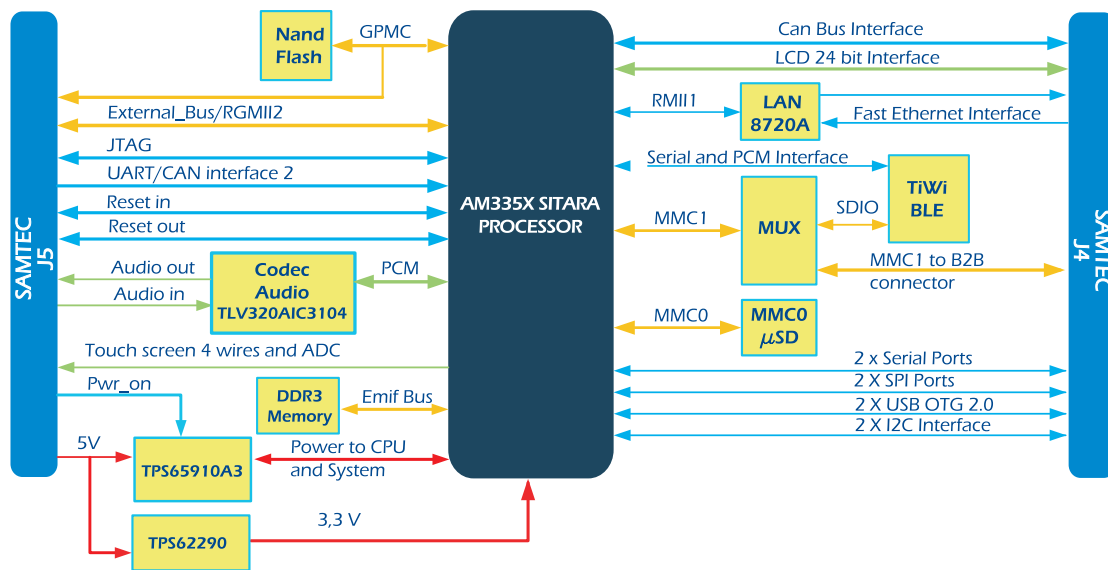 SAMTEC
J5
Nand
Flash
GPMC
External_Bus/RGMII2
JTAG
UART/CAN interface 2
Reset in
Reset out
Audio out
Audio in
Codec
Audio
TLV320AIC3104
PCM
Touch screen 4 wires and ADC
Pwr_on
DDR3
Memory
Emif Bus
5V
TPS65910A3
Power to CPU
and System
TPS62290
3,3 V
AM335X SITARA
PROCESSOR
Can Bus Interface
LCD 24 bit Interface
RMII1
LAN
8720A
Fast Ethernet Interface
Serial and PCM Interface
TiWi
BLE
MMC1
MUX
SDIO
MMC1 to B2B
connector
MMC0
MMC0
μSD
2 x Serial Ports
2 X SPI Ports
2 X USB OTG 2.0
2 X I2C Interface
SAMTEC
J4